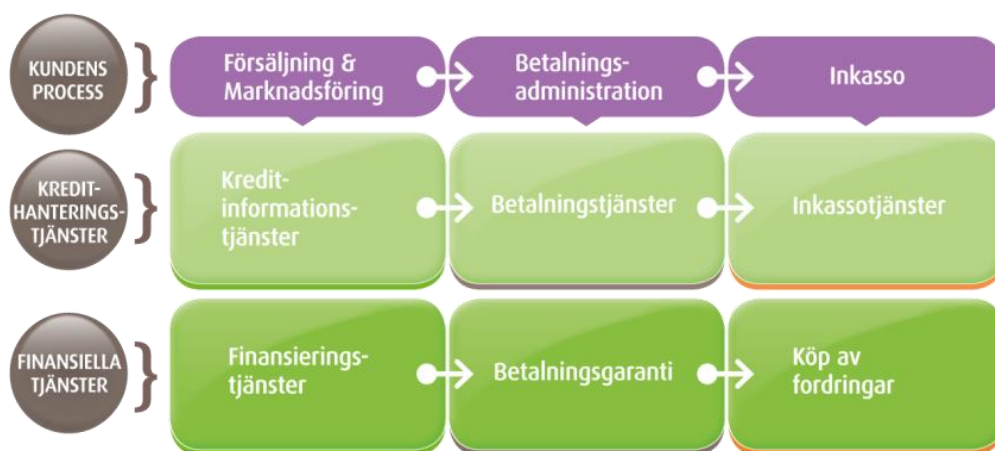 KUNDENS
PROCESS
Försäljning &
Marknadsföring
Betalnings-
administration
Inkasso
KREDIT-
HANTERINGS-
TJÄNSTER
Kredit-
informations-
tjänster
Betalningstjänster
Inkassotjänster
FINANSIELLA
TJÄNSTER
Finansierings-
tjänster
Betalningsgaranti
Köp av
fordringar